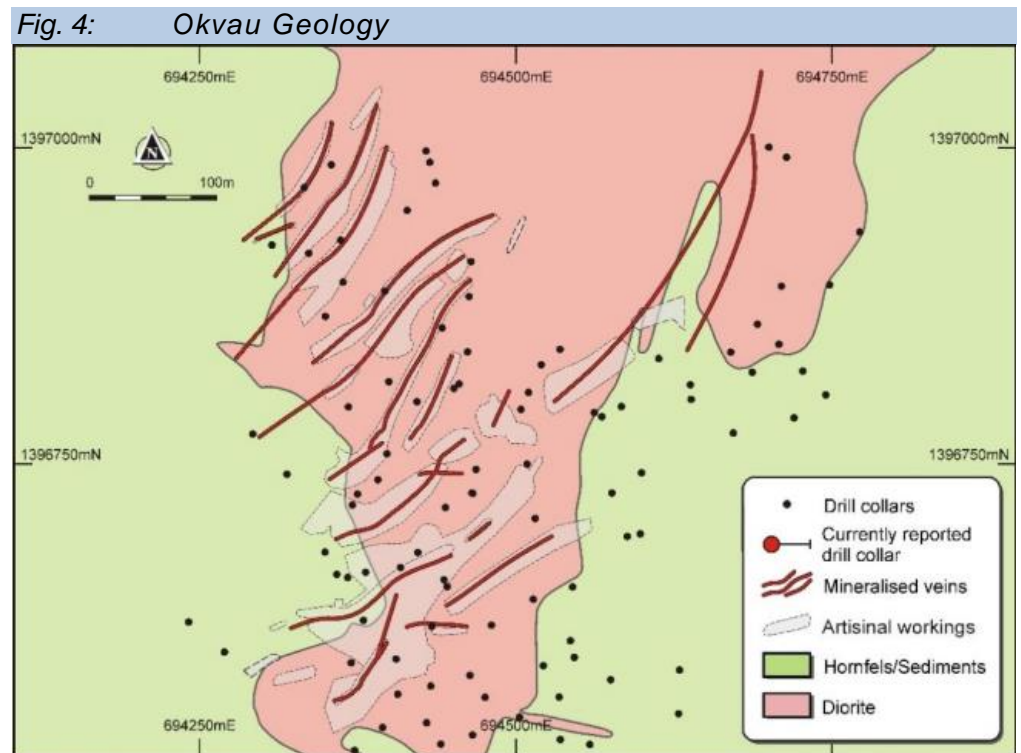 Fig. 4: Okvau Geology
694250mE 694500mE 694750mE
1397000mN 1397000mN
N
0 100m
1396750mN 1396750mN
Drill collars
Currently reported
drill collar
Mineralised veins
Artisinal workings
Hornfels/Sediments
Diorite
694250mE 694500mE